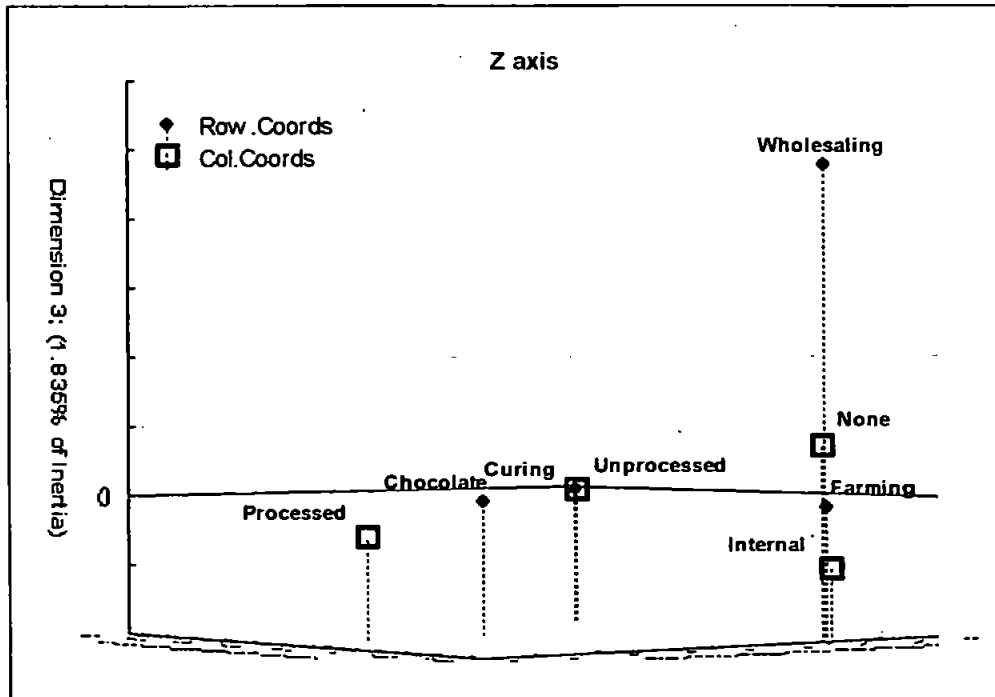 Z axis
Row.Coords
Col.Coords
Wholesaling
None
Curing
Unprocessed
Chocolate
Farming
0
Processed
Internal
Dimension 3; (1.835% of Inertia)